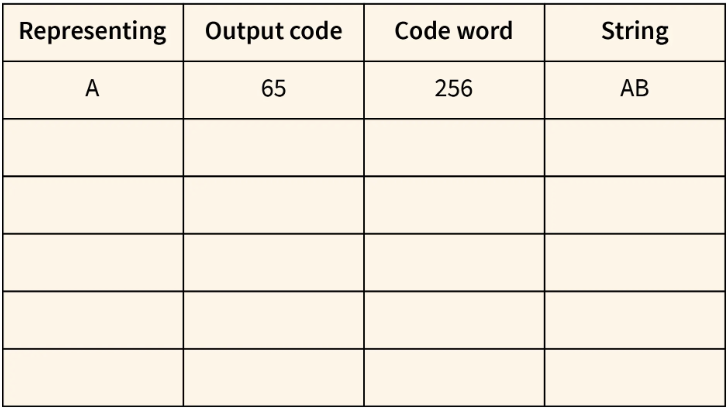 Representing Output code Code word String
A 65 256 AB